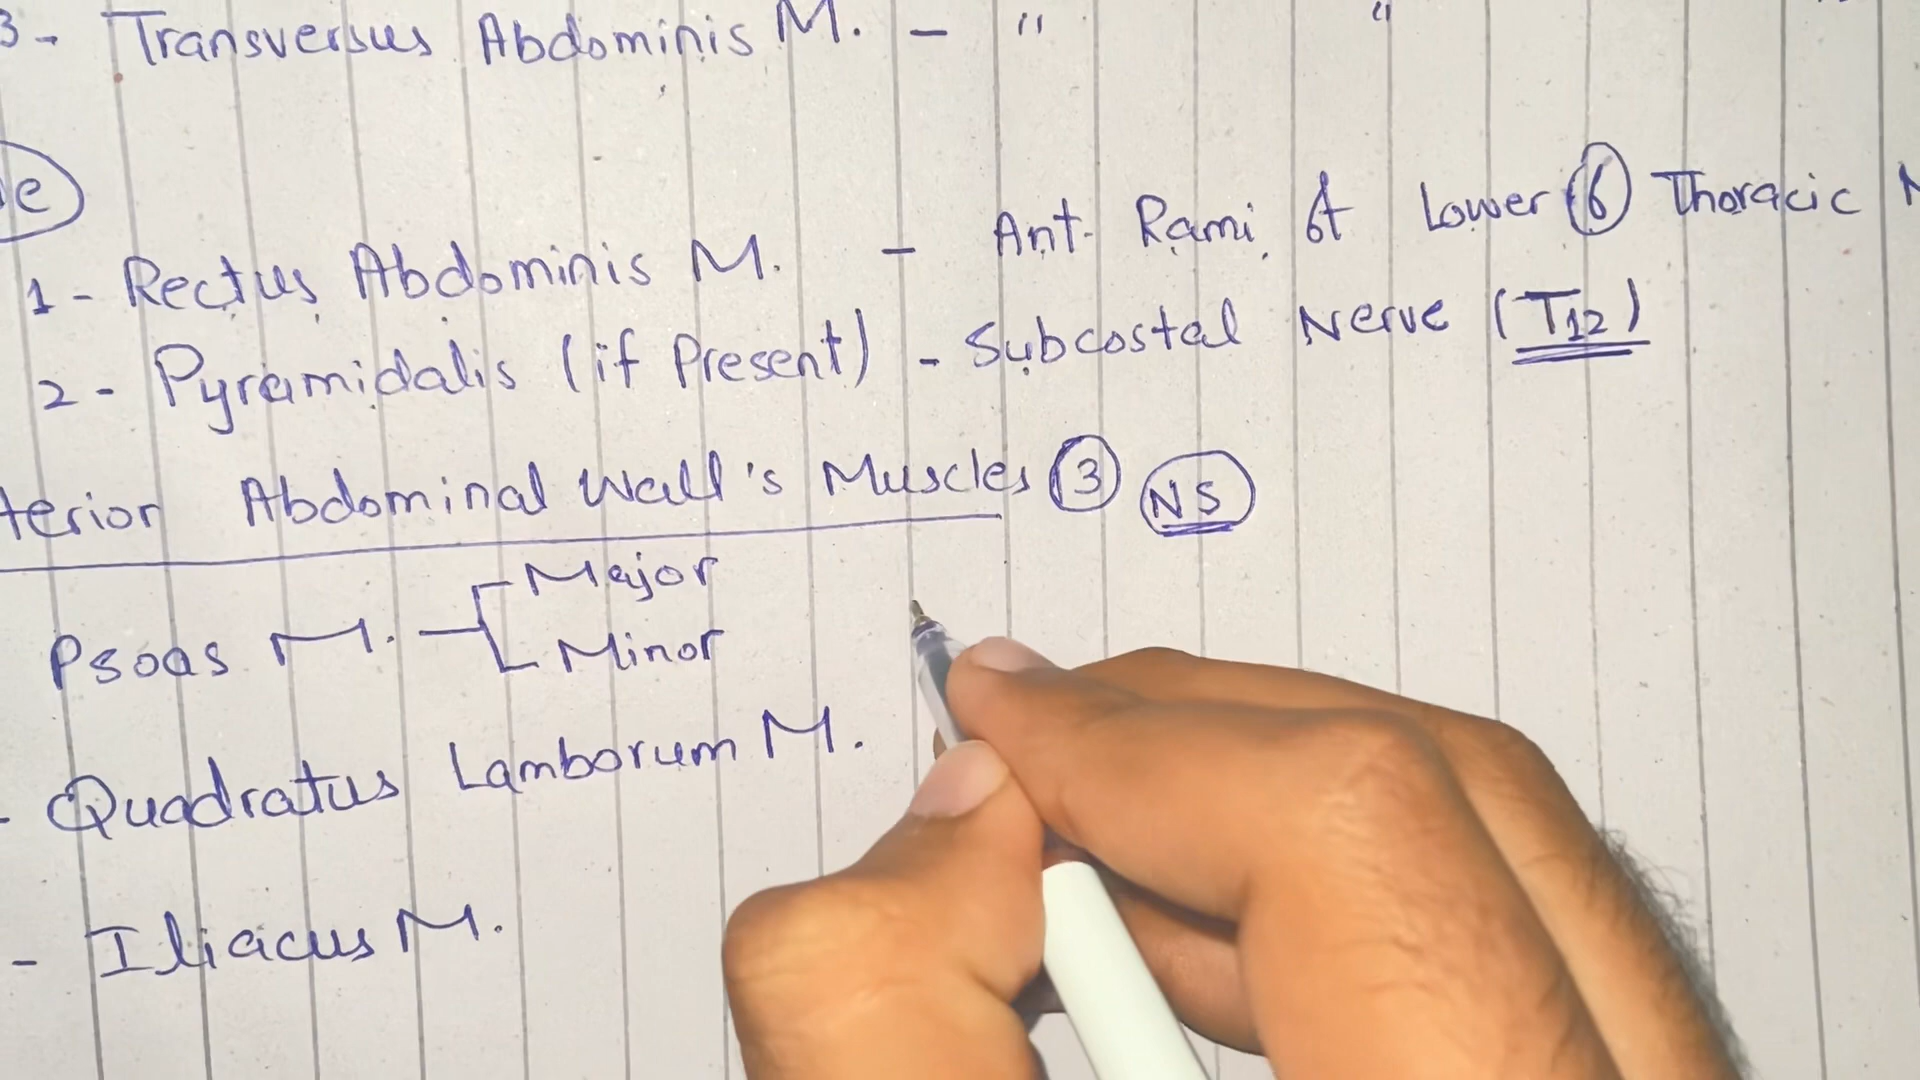 3- Transversus Abdominis M. - " "
1- Rectus Abdominis M. - Ant. Rami of Lower 6 Thoracic N
2- Pyramidalis (if Present) - Subcostal Nerve (T12)
terior Abdominal Wall's Muscles 3 NS
Psoas M. - Major
Minor
- Quadratus Lamborum M.
- Iliacus M.